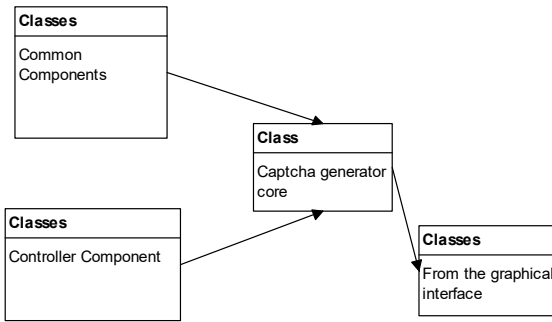 Classes
Common
Components
Class
Captcha generator
core
Classes
Controller Component
Classes
From the graphical
interface